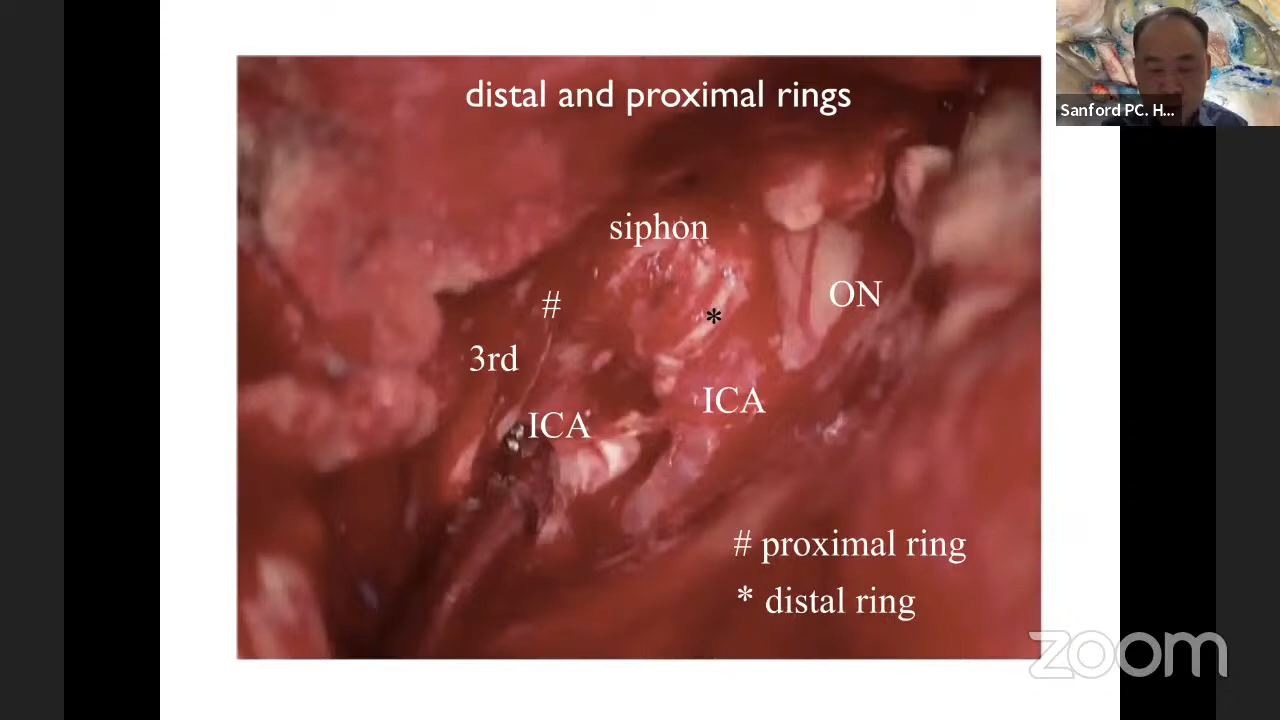 distal and proximal rings
Sanford PC. H...
siphon
ON
#
*
3rd
ICA
ICA
# proximal ring
* distal ring
zoom